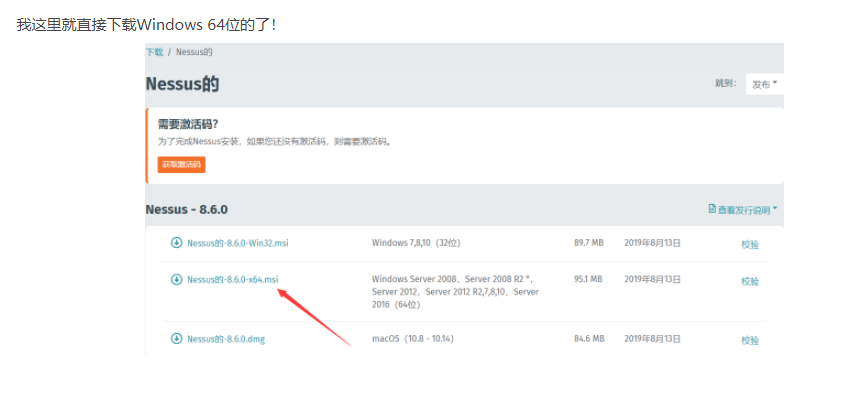 我这里就直接下载Windows 64位的了！
下载 / Nessus的
Nessus的
跳到：
发布
需要激活码？
为了完成Nessus安装，如果您还没有激活码，则需要激活码。
获取激活码
Nessus - 8.6.0
查看发行说明
Nessus的-8.6.0-Win32.msi Windows 7,8,10（32位） 89.7 MB 2019年8月13日 校验
Nessus的-8.6.0-x64.msi Windows Server 2008，Server 2008 R2 *， 95.1 MB 2019年8月13日 校验
Server 2012，Server 2012 R2,7,8,10，Server
2016（64位）
Nessus的-8.6.0.dmg macOS（10.8 - 10.14） 84.6 MB 2019年8月13日 校验